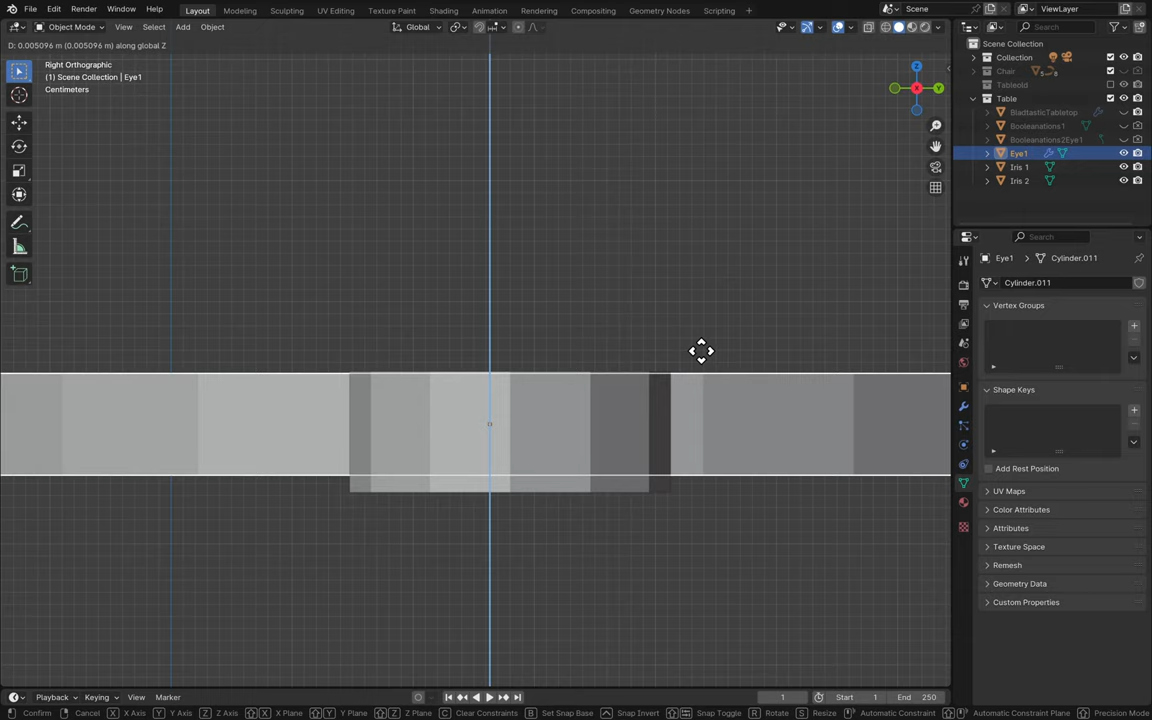 File Edit Render Window Help Layout Modeling Sculpting UV Editing Texture Paint Shading Animation Rendering Compositing Geometry Nodes Scripting + Scene ViewLayer
Object Mode View Select Add Object Global Search
D: 0.005096 m (0.005096 m) along global Z
Right Orthographic
(1) Scene Collection | Eye1
Centimeters
Z
X
Y
Scene Collection
Collection
Chair 5 8
Tableold
Table
BladtasticTabletop
Booleanations1
Booleanations2Eye1
Eye1
Iris 1
Iris 2
Search
Eye1 > Cylinder.011
Cylinder.011
Vertex Groups
Shape Keys
Add Rest Position
UV Maps
Color Attributes
Attributes
Texture Space
Remesh
Geometry Data
Custom Properties
Playback Keying View Marker 1 Start 1 End 250
Confirm Cancel X X Axis Y Y Axis Z Z Axis X X Plane Y Y Plane Z Z Plane C Clear Constraints B Set Snap Base Snap Invert Snap Toggle R Rotate S Resize Automatic Constraint Automatic Constraint Plane Precision Mode